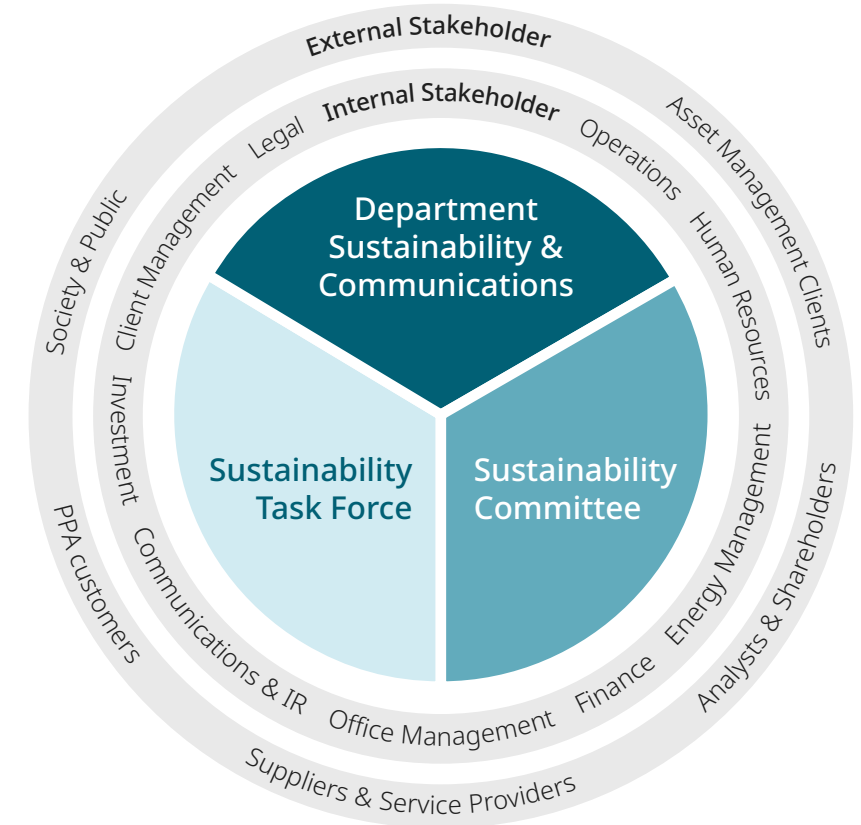 External Stakeholder
Asset Management Clients
Analysts & Shareholders
Suppliers & Service Providers
PPA customers
Society & Public
Internal Stakeholder
Operations
Human Resources
Energy Management
Finance
Office Management
Communications & IR
Investment
Client Management
Legal
Department
Sustainability &
Communications
Sustainability
Committee
Sustainability
Task Force